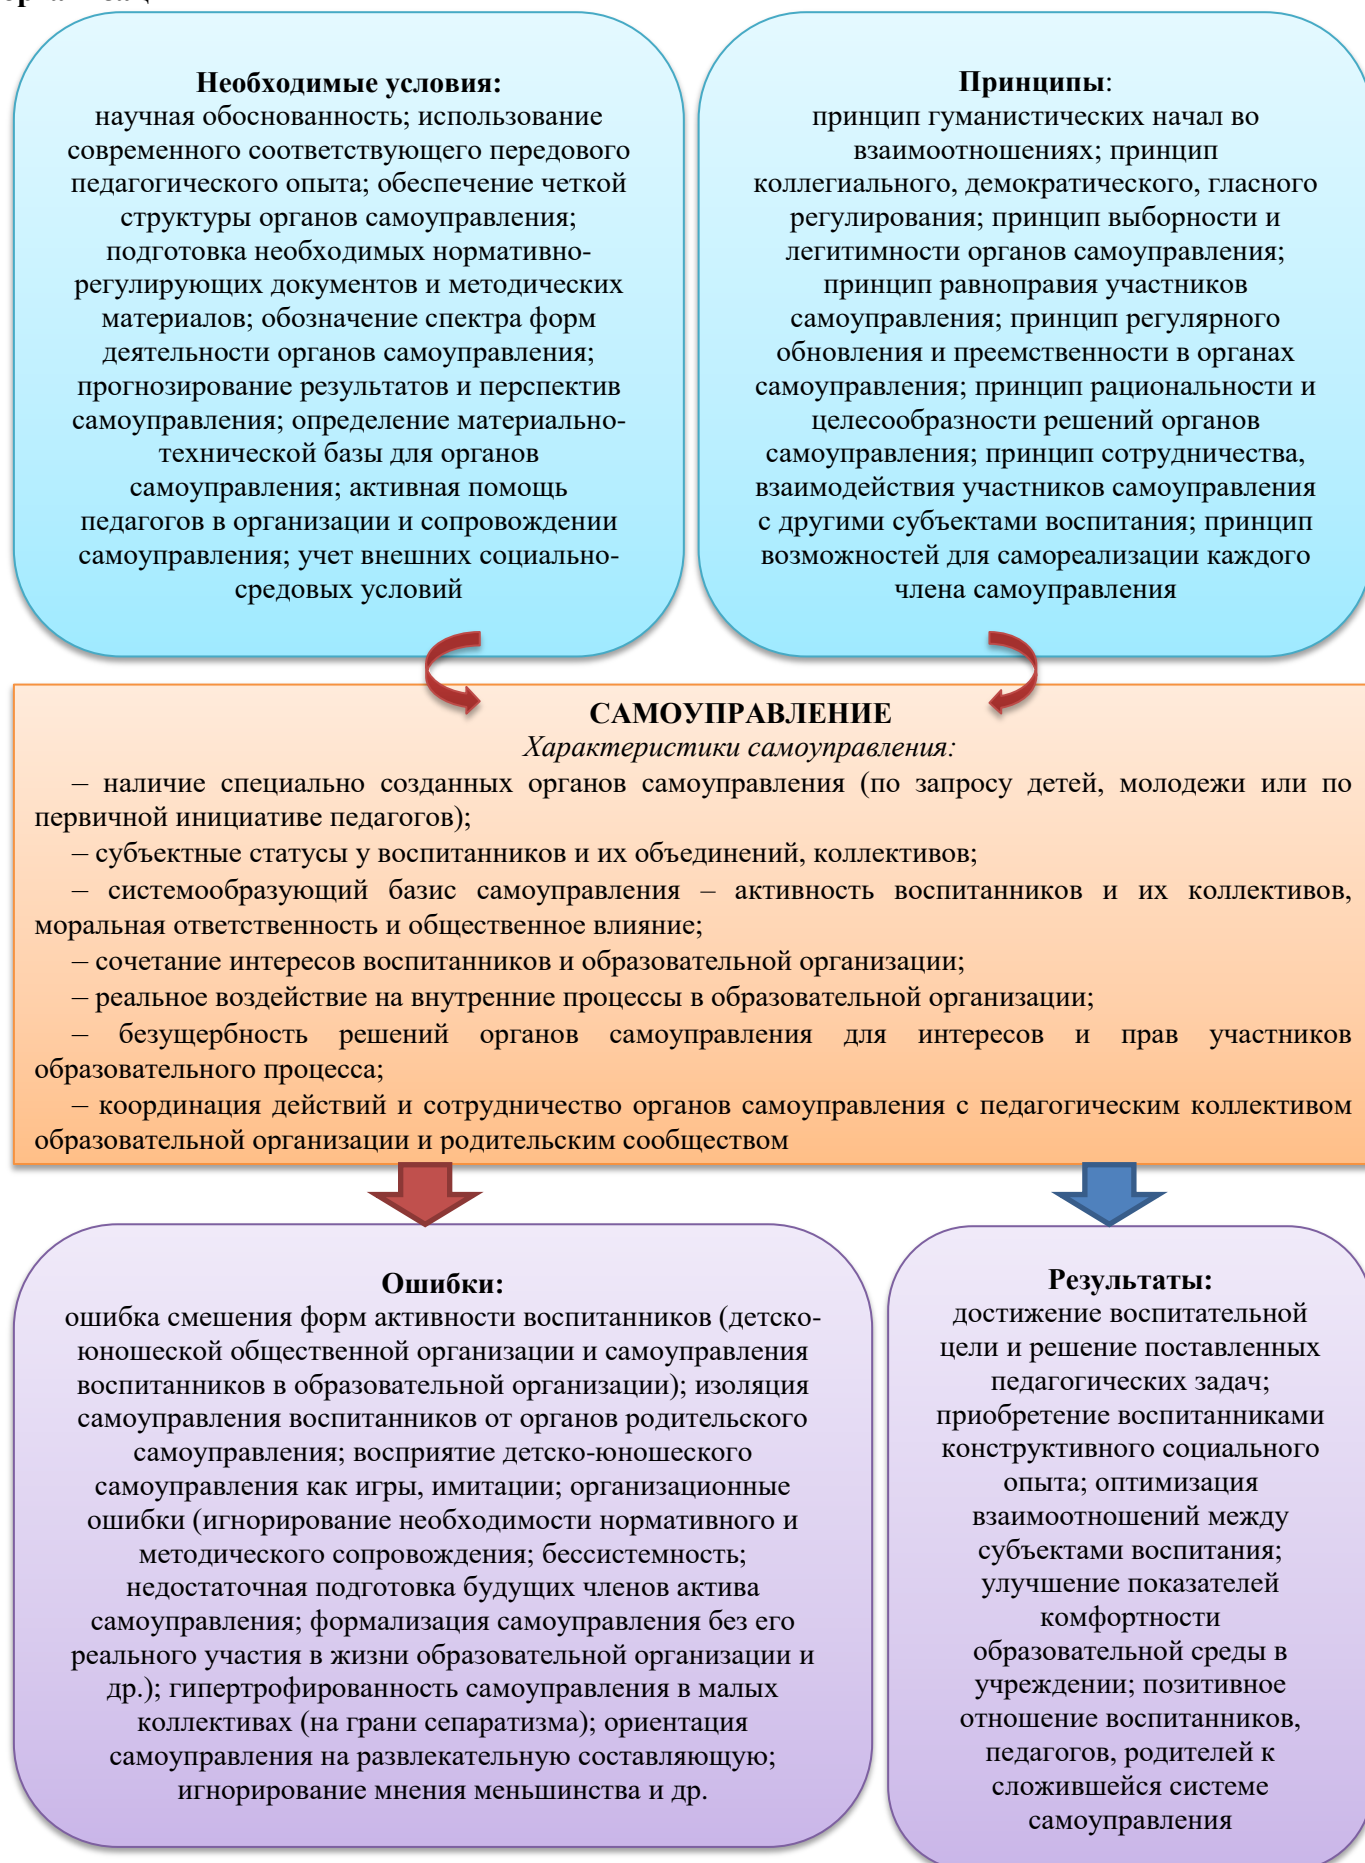 Необходимые условия:
научная обоснованность; использование
современного соответствующего передового
педагогического опыта; обеспечение четкой
структуры органов самоуправления;
подготовка необходимых нормативно-
регулирующих документов и методических
материалов; обозначение спектра форм
деятельности органов самоуправления;
прогнозирование результатов и перспектив
самоуправления; определение материально-
технической базы для органов
самоуправления; активная помощь
педагогов в организации и сопровождении
самоуправления; учет внешних социально-
средовых условий
Принципы:
принцип гуманистических начал во
взаимоотношениях; принцип
коллегиального, демократического, гласного
регулирования; принцип выборности и
легитимности органов самоуправления;
принцип равноправия участников
самоуправления; принцип регулярного
обновления и преемственности в органах
самоуправления; принцип рациональности и
целесообразности решений органов
самоуправления; принцип сотрудничества,
взаимодействия участников самоуправления
с другими субъектами воспитания; принцип
возможностей для самореализации каждого
члена самоуправления
САМОУПРАВЛЕНИЕ
Характеристики самоуправления:
– наличие специально созданных органов самоуправления (по запросу детей, молодежи или по
первичной инициативе педагогов);
– субъектные статусы у воспитанников и их объединений, коллективов;
– системообразующий базис самоуправления – активность воспитанников и их коллективов,
моральная ответственность и общественное влияние;
– сочетание интересов воспитанников и образовательной организации;
– реальное воздействие на внутренние процессы в образовательной организации;
– безущербность решений органов самоуправления для интересов и прав участников
образовательного процесса;
– координация действий и сотрудничество органов самоуправления с педагогическим коллективом
образовательной организации и родительским сообществом
Ошибки:
ошибка смешения форм активности воспитанников (детско-
юношеской общественной организации и самоуправления
воспитанников в образовательной организации); изоляция
самоуправления воспитанников от органов родительского
самоуправления; восприятие детско-юношеского
самоуправления как игры, имитации; организационные
ошибки (игнорирование необходимости нормативного и
методического сопровождения; бессистемность;
недостаточная подготовка будущих членов актива
самоуправления; формализация самоуправления без его
реального участия в жизни образовательной организации и
др.); гипертрофированность самоуправления в малых
коллективах (на грани сепаратизма); ориентация
самоуправления на развлекательную составляющую;
игнорирование мнения меньшинства и др.
Результаты:
достижение воспитательной
цели и решение поставленных
педагогических задач;
приобретение воспитанниками
конструктивного социального
опыта; оптимизация
взаимоотношений между
субъектами воспитания;
улучшение показателей
комфортности
образовательной среды в
учреждении; позитивное
отношение воспитанников,
педагогов, родителей к
сложившейся системе
самоуправления